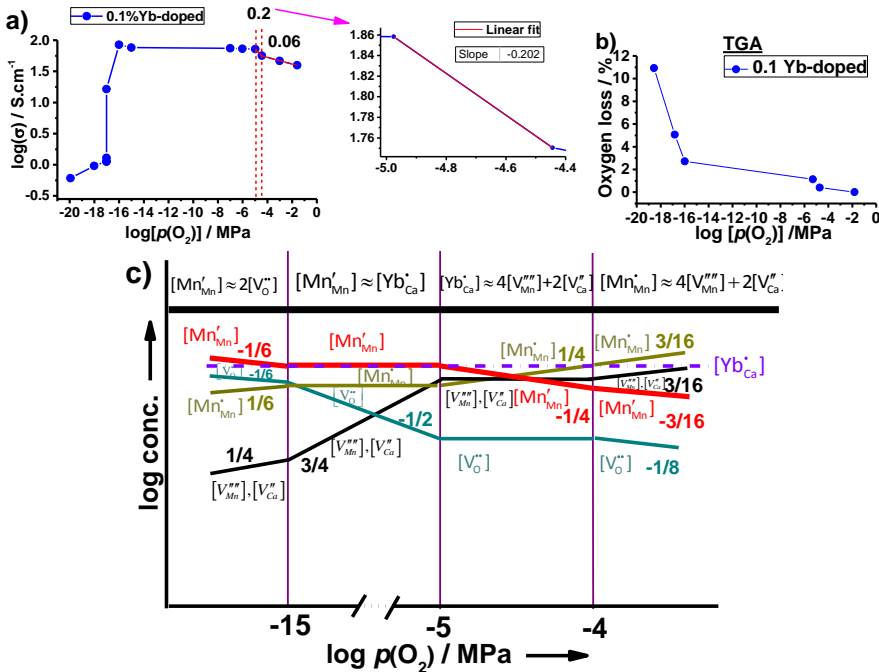 a)
0.1%Yb-doped
0.2
0.06
log(σ) / S.cm⁻¹
2.0
1.5
1.0
0.5
0.0
-0.5
-20 -18 -16 -14 -12 -10 -8 -6 -4 -2 0
log[p(O₂)] / MPa
Linear fit
Slope -0.202
1.86
1.84
1.82
1.80
1.78
1.76
-5.0 -4.8 -4.6 -4.4
b)
TGA
0.1 Yb-doped
Oxygen loss / %
12
10
8
6
4
2
0
-20 -18 -16 -14 -12 -10 -8 -6 -4 -2 0
log [p(O₂)] /MPa
c)
[Mn′Mn]≈2[V••O] [Mn′Mn]≈[Yb•Ca] [Yb•Ca]≈4[V″″Mn]+2[V″Ca] [Mn•Mn]≈4[V″″Mn]+2[V″Ca]
[Mn′Mn] -1/6 [Mn′Mn] [Mn•Mn] 1/4 [Mn•Mn] 3/16
[Yb•Ca]
[V••O] -1/6 [Mn•Mn] [V″″Mn],[V″Ca] 3/16
[Mn•Mn] 1/6 [V••O] -1/2 [V″″Mn],[V″Ca] [Mn′Mn] -1/4 [Mn′Mn] -3/16
1/4 3/4 [V″″Mn],[V″Ca] [V••O] [V••O] -1/8
[V″″Mn],[V″Ca]
log conc.
-15 -5 -4
log p(O₂) / MPa